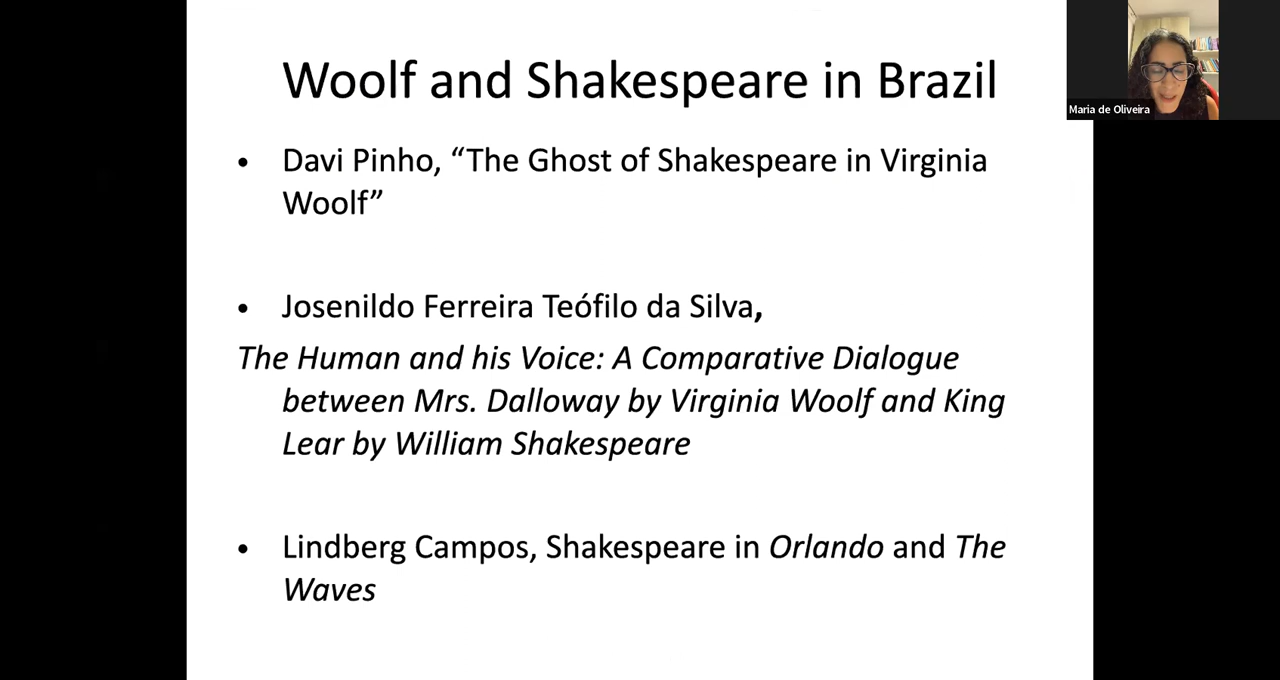 Woolf and Shakespeare in Brazil
Maria de Oliveira
• Davi Pinho, “The Ghost of Shakespeare in Virginia
Woolf”
• Josenildo Ferreira Teófilo da Silva,
The Human and his Voice: A Comparative Dialogue
between Mrs. Dalloway by Virginia Woolf and King
Lear by William Shakespeare
• Lindberg Campos, Shakespeare in Orlando and The
Waves